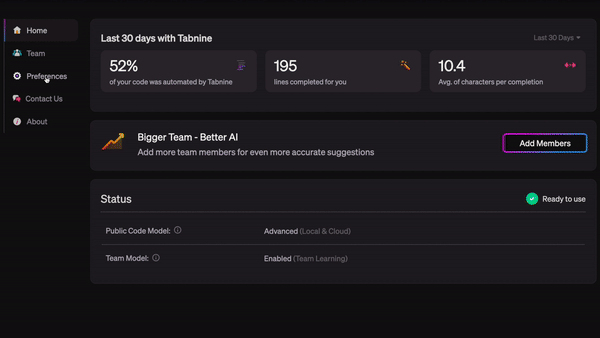 Home
Team
Preferences
Contact Us
About
Last 30 days with Tabnine
Last 30 Days
52%
of your code was automated by Tabnine
195
lines completed for you
10.4
Avg. of characters per completion
Bigger Team - Better AI
Add more team members for even more accurate suggestions
Add Members
Status
Ready to use
Public Code Model:
Advanced (Local & Cloud)
Team Model:
Enabled (Team Learning)